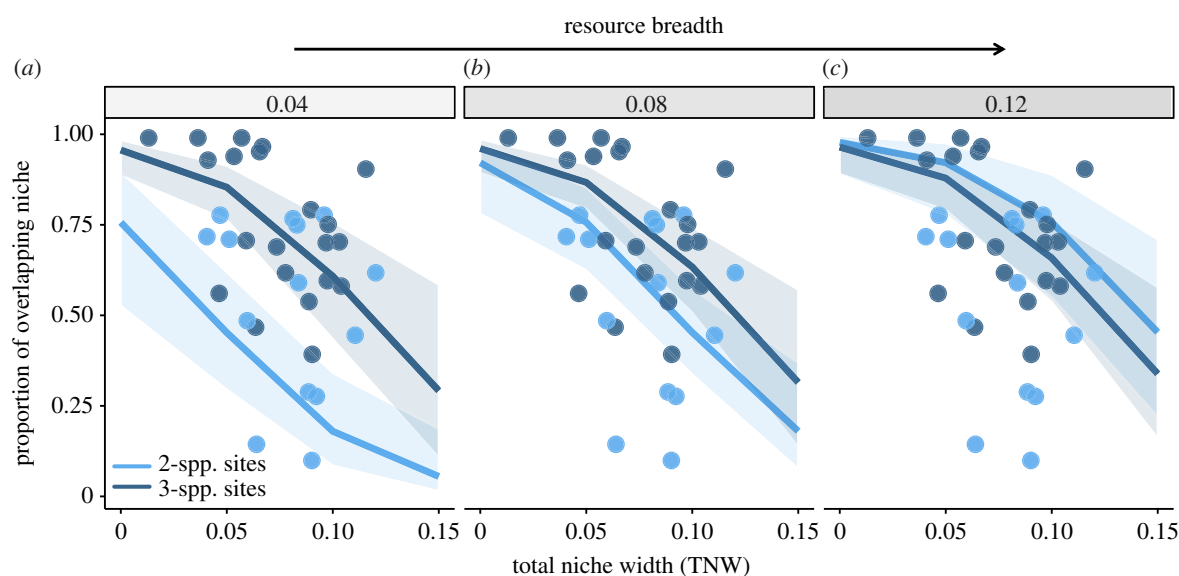 resource breadth
(a) (b) (c)
0.04 0.08 0.12
1.00
0.75
0.50
0.25
0
proportion of overlapping niche
2-spp. sites
3-spp. sites
0 0.05 0.10 0.15 0 0.05 0.10 0.15 0 0.05 0.10 0.15
total niche width (TNW)